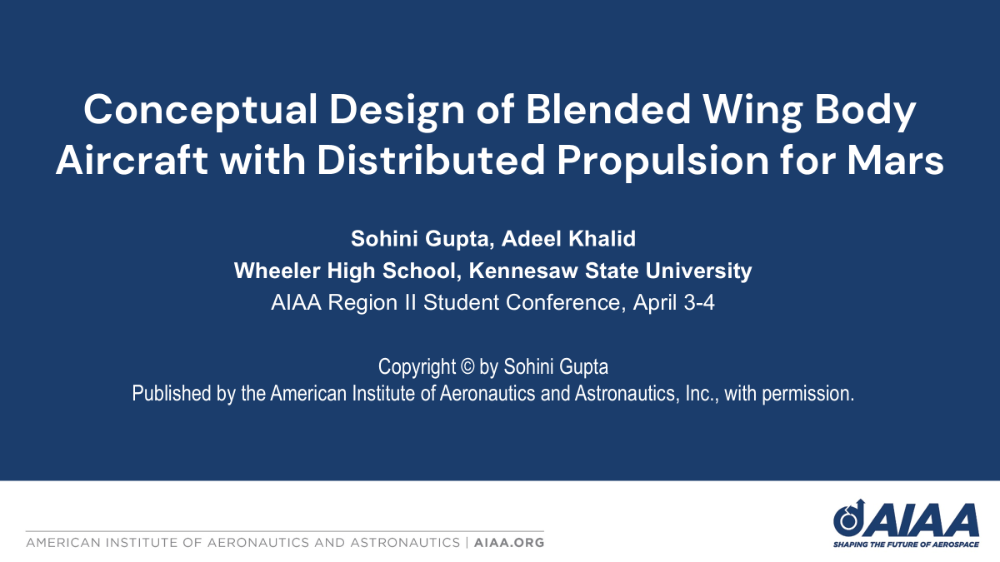 Conceptual Design of Blended Wing Body
Aircraft with Distributed Propulsion for Mars
Sohini Gupta, Adeel Khalid
Wheeler High School, Kennesaw State University
AIAA Region II Student Conference, April 3-4
Copyright © by Sohini Gupta
Published by the American Institute of Aeronautics and Astronautics, Inc., with permission.
AMERICAN INSTITUTE OF AERONAUTICS AND ASTRONAUTICS | AIAA.ORG
AIAA
SHAPING THE FUTURE OF AEROSPACE